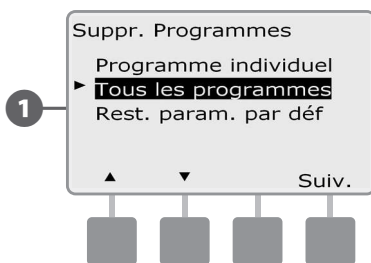 Suppr. Programmes
Programme individuel
1 ► Tous les programmes
Rest. param. par déf
▲ ▼ Suiv.